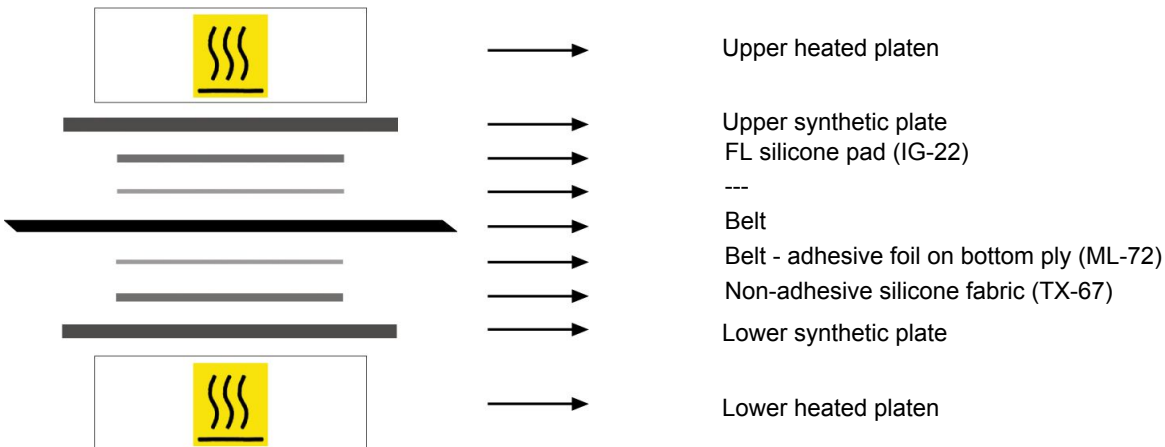 Upper heated platen
Upper synthetic plate
FL silicone pad (IG-22)
---
Belt
Belt - adhesive foil on bottom ply (ML-72)
Non-adhesive silicone fabric (TX-67)
Lower synthetic plate
Lower heated platen